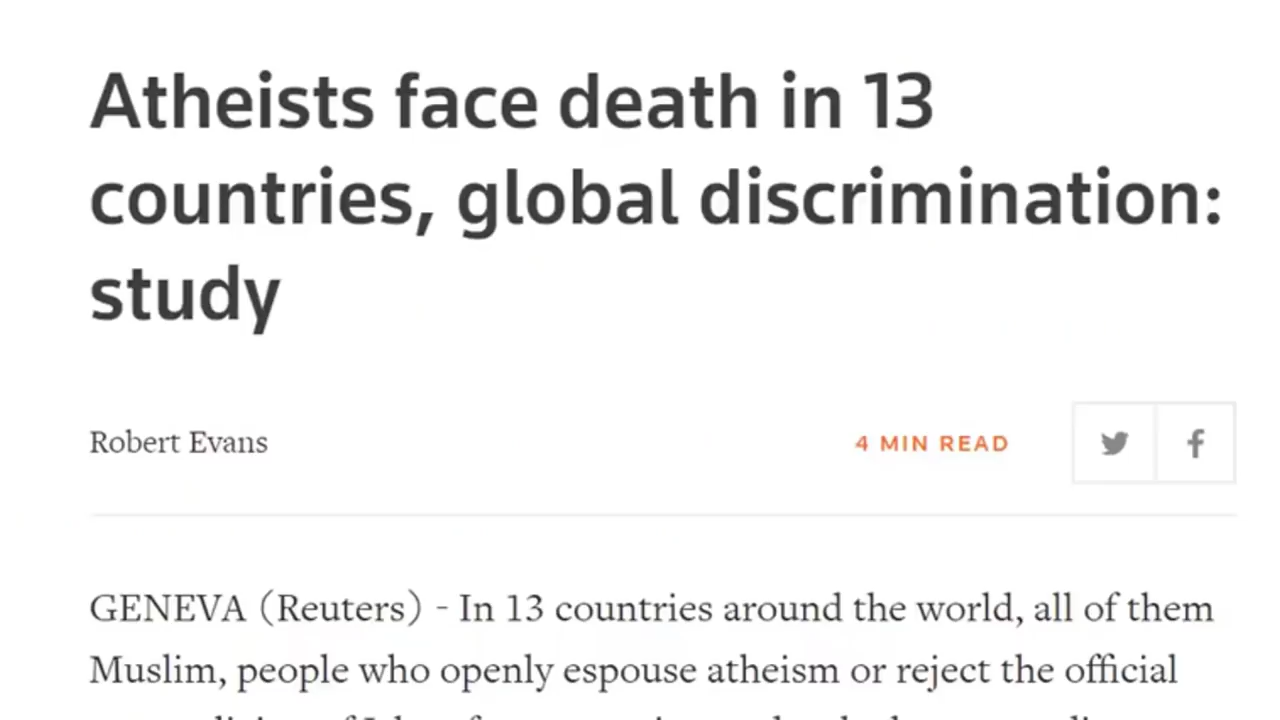 Atheists face death in 13
countries, global discrimination:
study
Robert Evans
4 MIN READ
GENEVA (Reuters) - In 13 countries around the world, all of them
Muslim, people who openly espouse atheism or reject the official